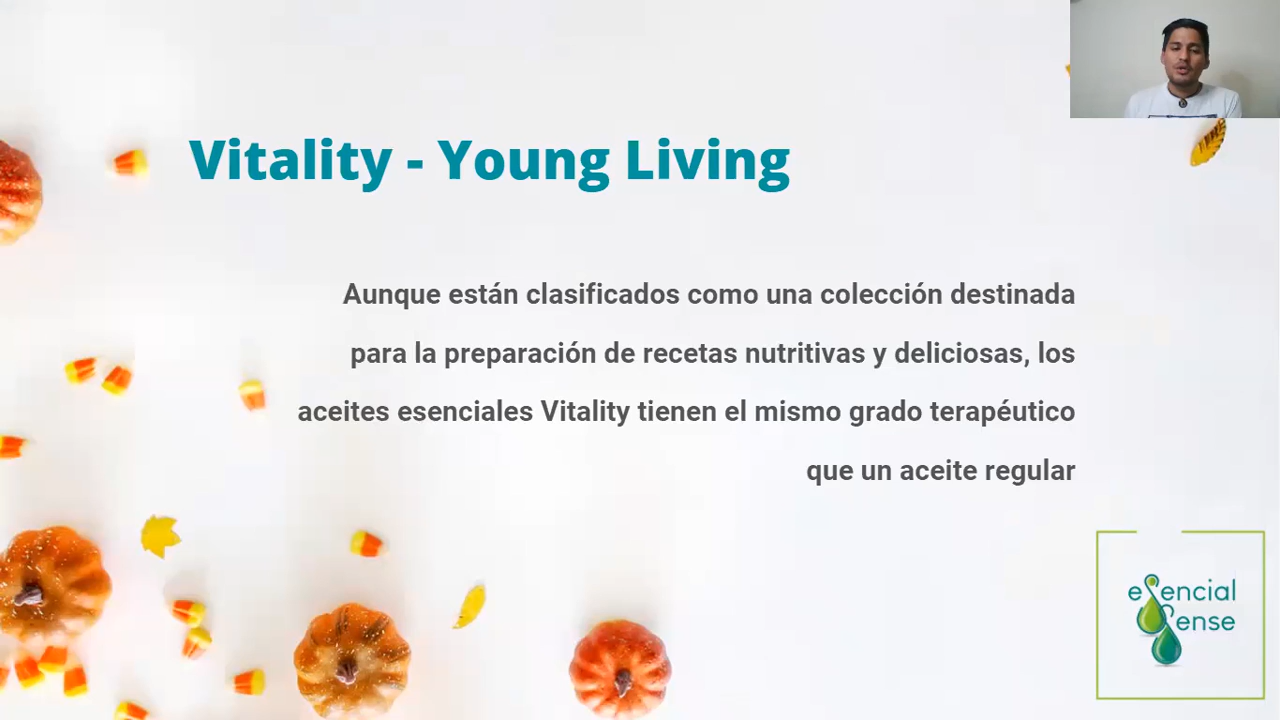 Vitality - Young Living
Aunque están clasificados como una colección destinada
para la preparación de recetas nutritivas y deliciosas, los
aceites esenciales Vitality tienen el mismo grado terapéutico
que un aceite regular
esencial
Sense